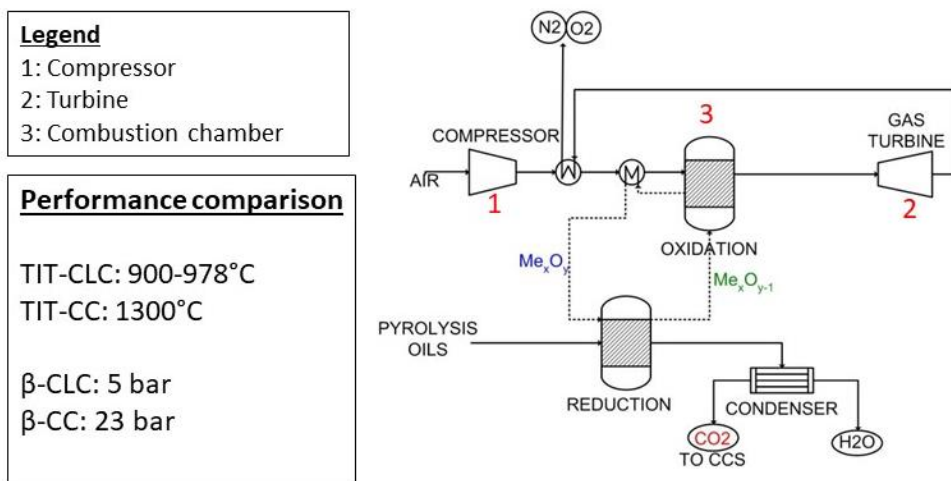 Legend
1: Compressor
2: Turbine
3: Combustion chamber
Performance comparison
TIT-CLC: 900-978°C
TIT-CC: 1300°C
β-CLC: 5 bar
β-CC: 23 bar
N2 O2
COMPRESSOR
AIR
1
M
M
3
OXIDATION
GAS
TURBINE
2
MexOy
MexOy-1
PYROLYSIS
OILS
REDUCTION
CONDENSER
CO2
TO CCS
H2O